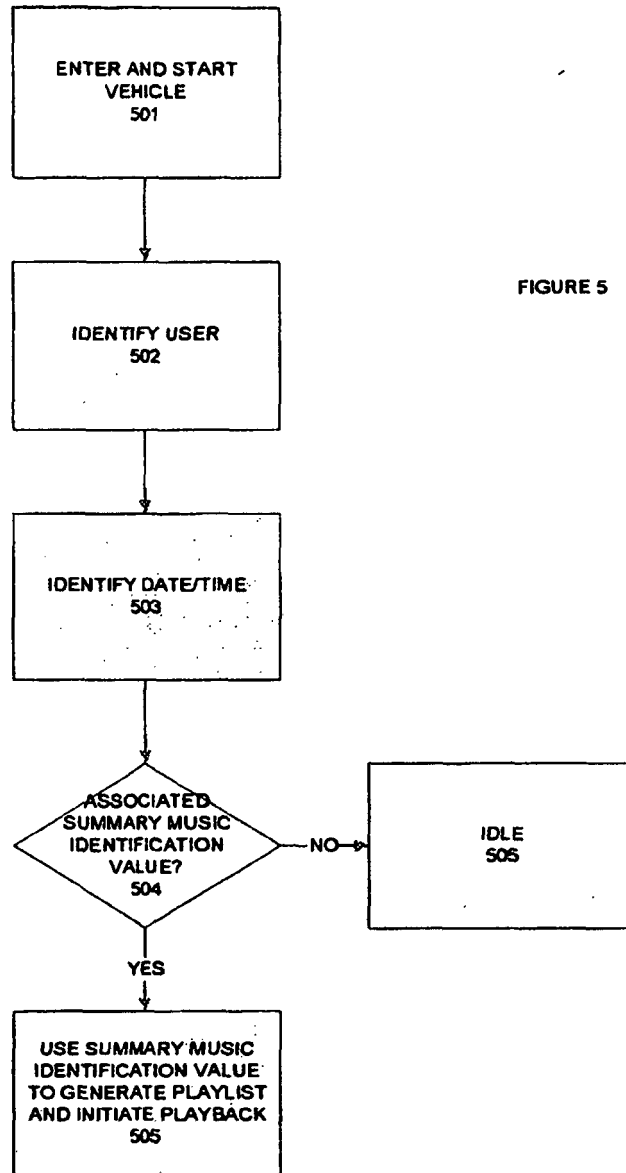 ENTER AND START
VEHICLE
501
FIGURE 5
IDENTIFY USER
502
IDENTIFY DATE/TIME
503
ASSOCIATED
SUMMARY MUSIC
IDENTIFICATION
VALUE?
504
NO
IDLE
505
YES
USE SUMMARY MUSIC
IDENTIFICATION VALUE
TO GENERATE PLAYLIST
AND INITIATE PLAYBACK
505